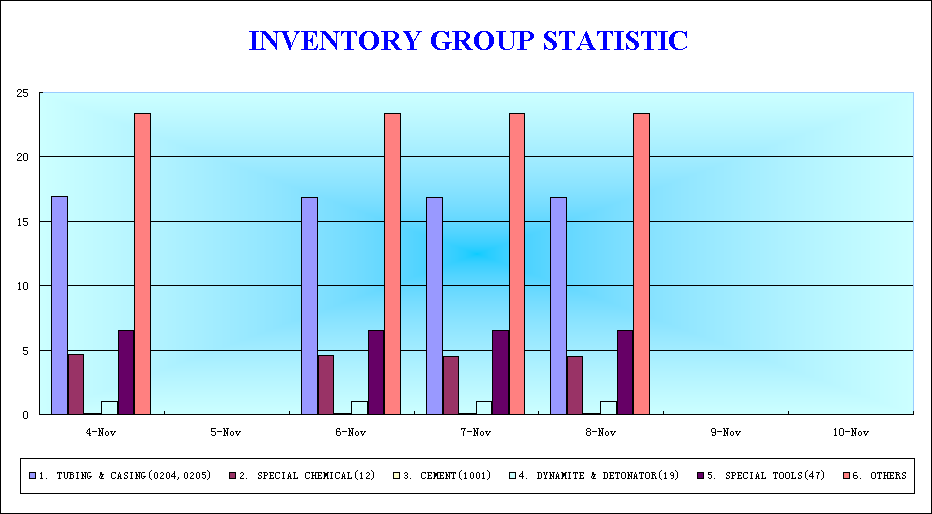 INVENTORY GROUP STATISTIC
25
20
15
10
5
0
4-Nov 5-Nov 6-Nov 7-Nov 8-Nov 9-Nov 10-Nov
1. TUBING & CASING(0204,0205) 2. SPECIAL CHEMICAL(12) 3. CEMENT(1001) 4. DYNAMITE & DETONATOR(19) 5. SPECIAL TOOLS(47) 6. OTHERS